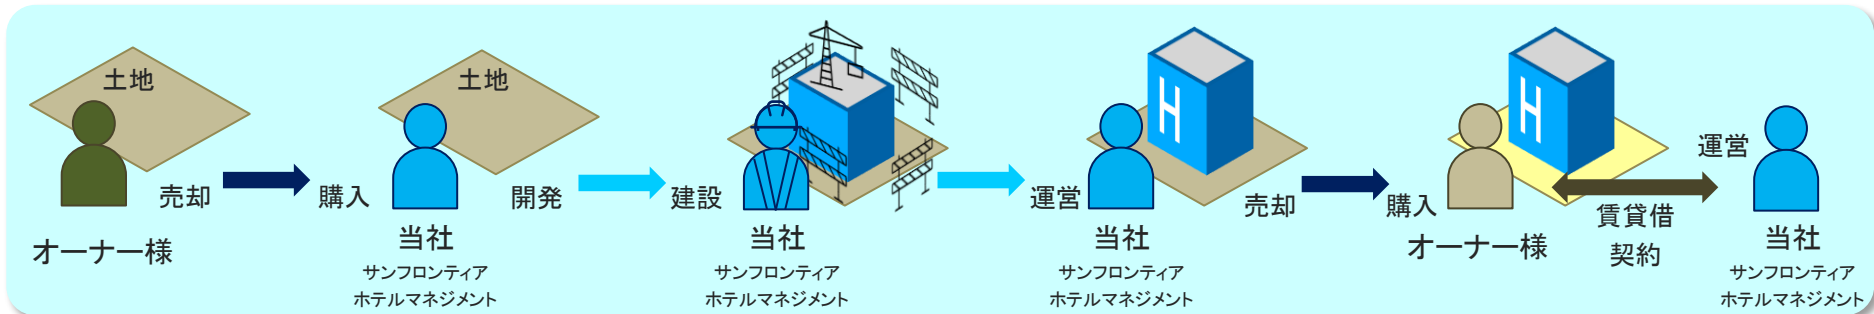 土地
売却
オーナー様
土地
購入
開発
当社
サンフロンティア
ホテルマネジメント
建設
当社
サンフロンティア
ホテルマネジメント
H
運営
売却
当社
サンフロンティア
ホテルマネジメント
H
購入
オーナー様
賃貸借
契約
運営
当社
サンフロンティア
ホテルマネジメント